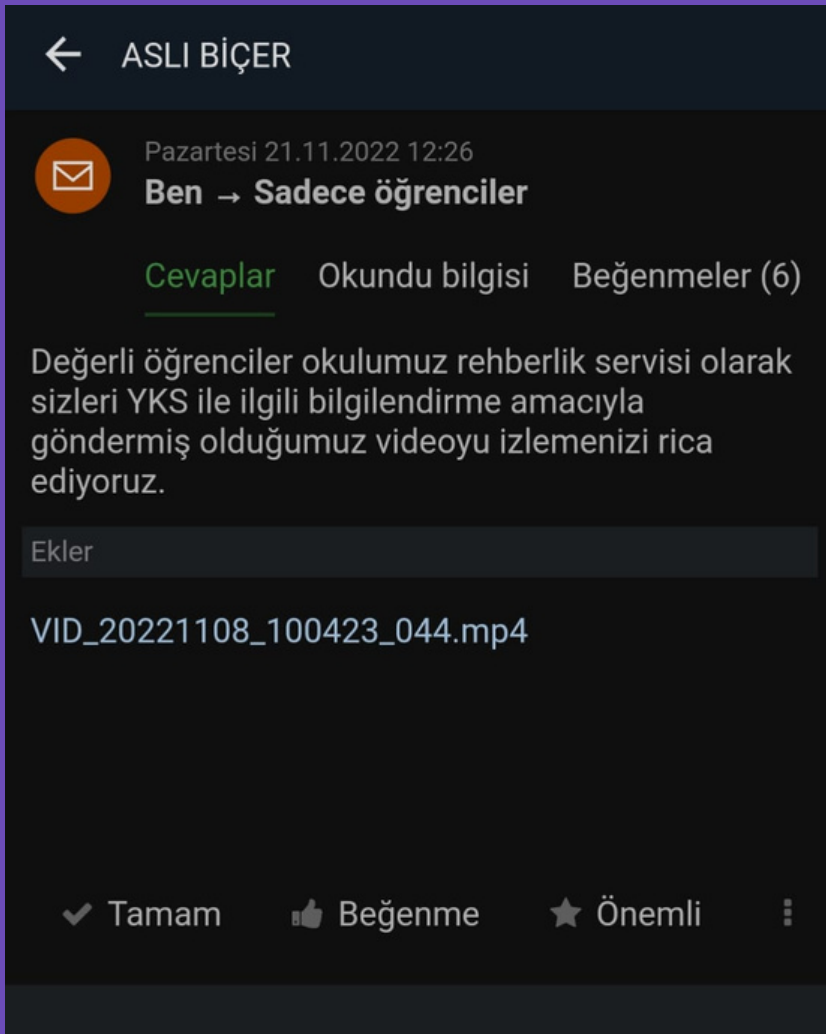 ASLI BİÇER
Pazartesi 21.11.2022 12:26
Ben → Sadece öğrenciler
Cevaplar Okundu bilgisi Beğenmeler (6)
Değerli öğrenciler okulumuz rehberlik servisi olarak
sizleri YKS ile ilgili bilgilendirme amacıyla
göndermiş olduğumuz videoyu izlemenizi rica
ediyoruz.
Ekler
VID_20221108_100423_044.mp4
Tamam Beğenme Önemli